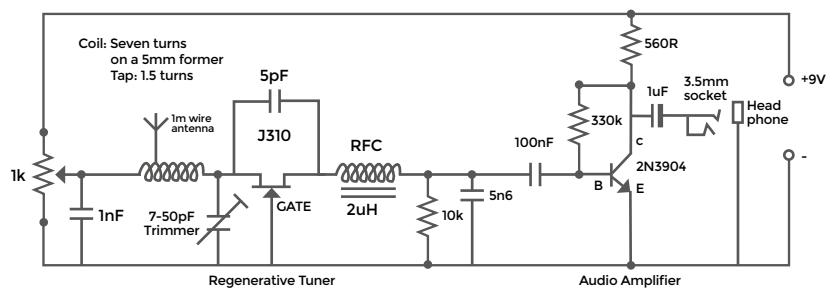 Coil: Seven turns
on a 5mm former
Tap: 1.5 turns
5pF
560R
+9V
1m wire
antenna
J310
RFC
330k
1uF
3.5mm
socket
Head
phone
100nF
C
2N3904
-
1k
B
E
1nF
7-50pF
Trimmer
GATE
2uH
10k
5n6
Regenerative Tuner
Audio Amplifier